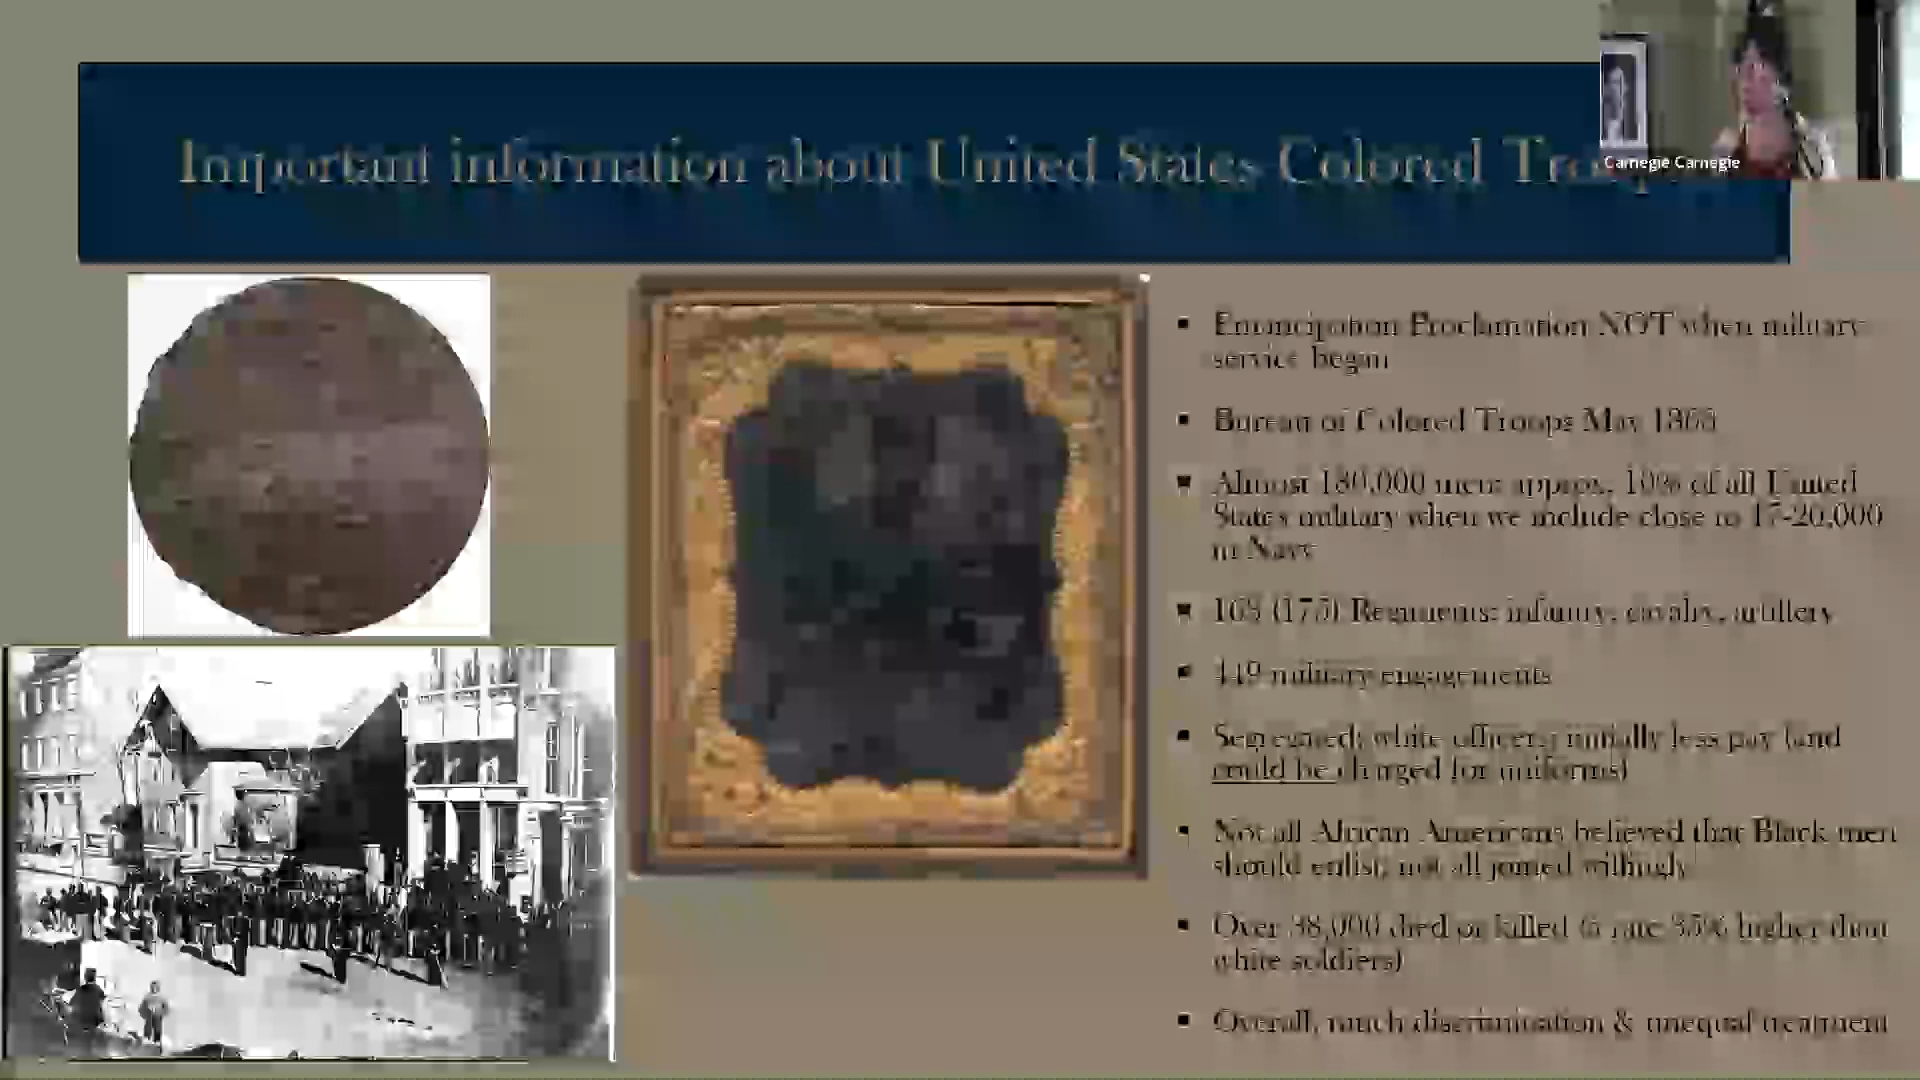 Important information about United States Colored
Carnegie Carnegie
▪ Emancipation Proclamation NOT when military
service began
▪ Bureau of Colored Troops May
▪ Almost 180,000 men: approx. 10% of all United
States military when we include close to 17-20,000
in Navy
▪ (175) Regiments: infantry, cavalry, artillery
▪ 449 military engagements
▪ Segregated; white officers; initially less pay (and
could be charged for uniforms)
▪ Not all African Americans believed that Black men
should enlist; not all joined willingly
▪ Over 38,000 died or killed rate 35% higher than
white soldiers)
▪ Overall, much discrimination & unequal treatment